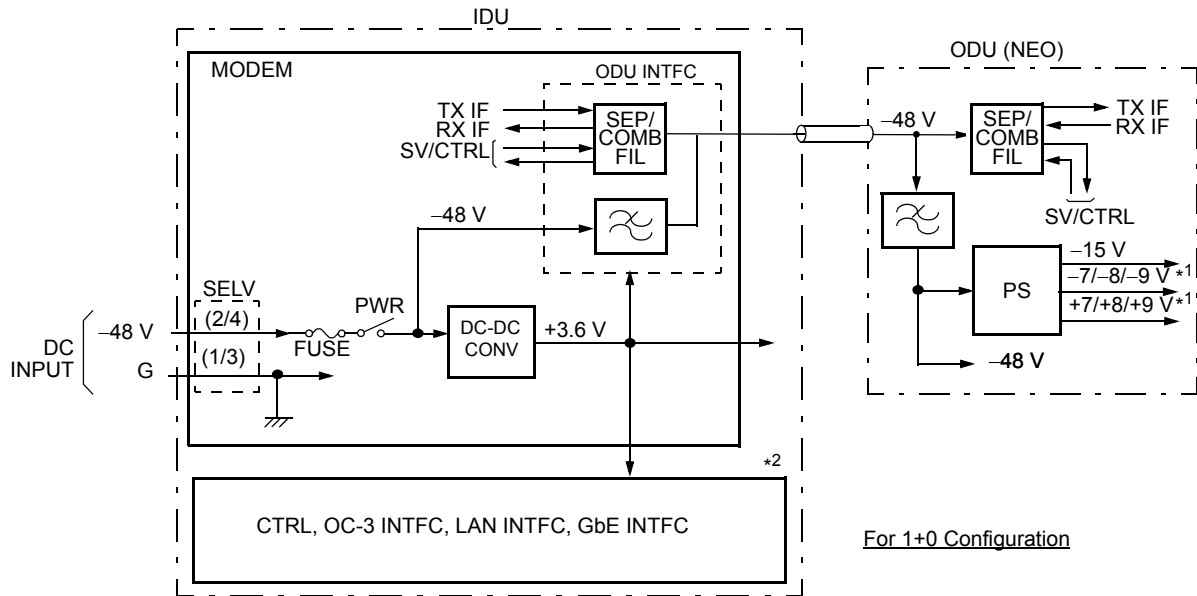 IDU
MODEM
ODU INTFC
TX IF
RX IF
SV/CTRL
SEP/
COMB
FIL
−48 V
SELV
(2/4)
(1/3)
PWR
FUSE
DC-DC
CONV
+3.6 V
DC
INPUT
−48 V
G
*2
CTRL, OC-3 INTFC, LAN INTFC, GbE INTFC
ODU (NEO)
−48 V
SEP/
COMB
FIL
TX IF
RX IF
SV/CTRL
PS
−15 V
−7/−8/−9 V *1
+7/+8/+9 V *1
−48 V
For 1+0 Configuration